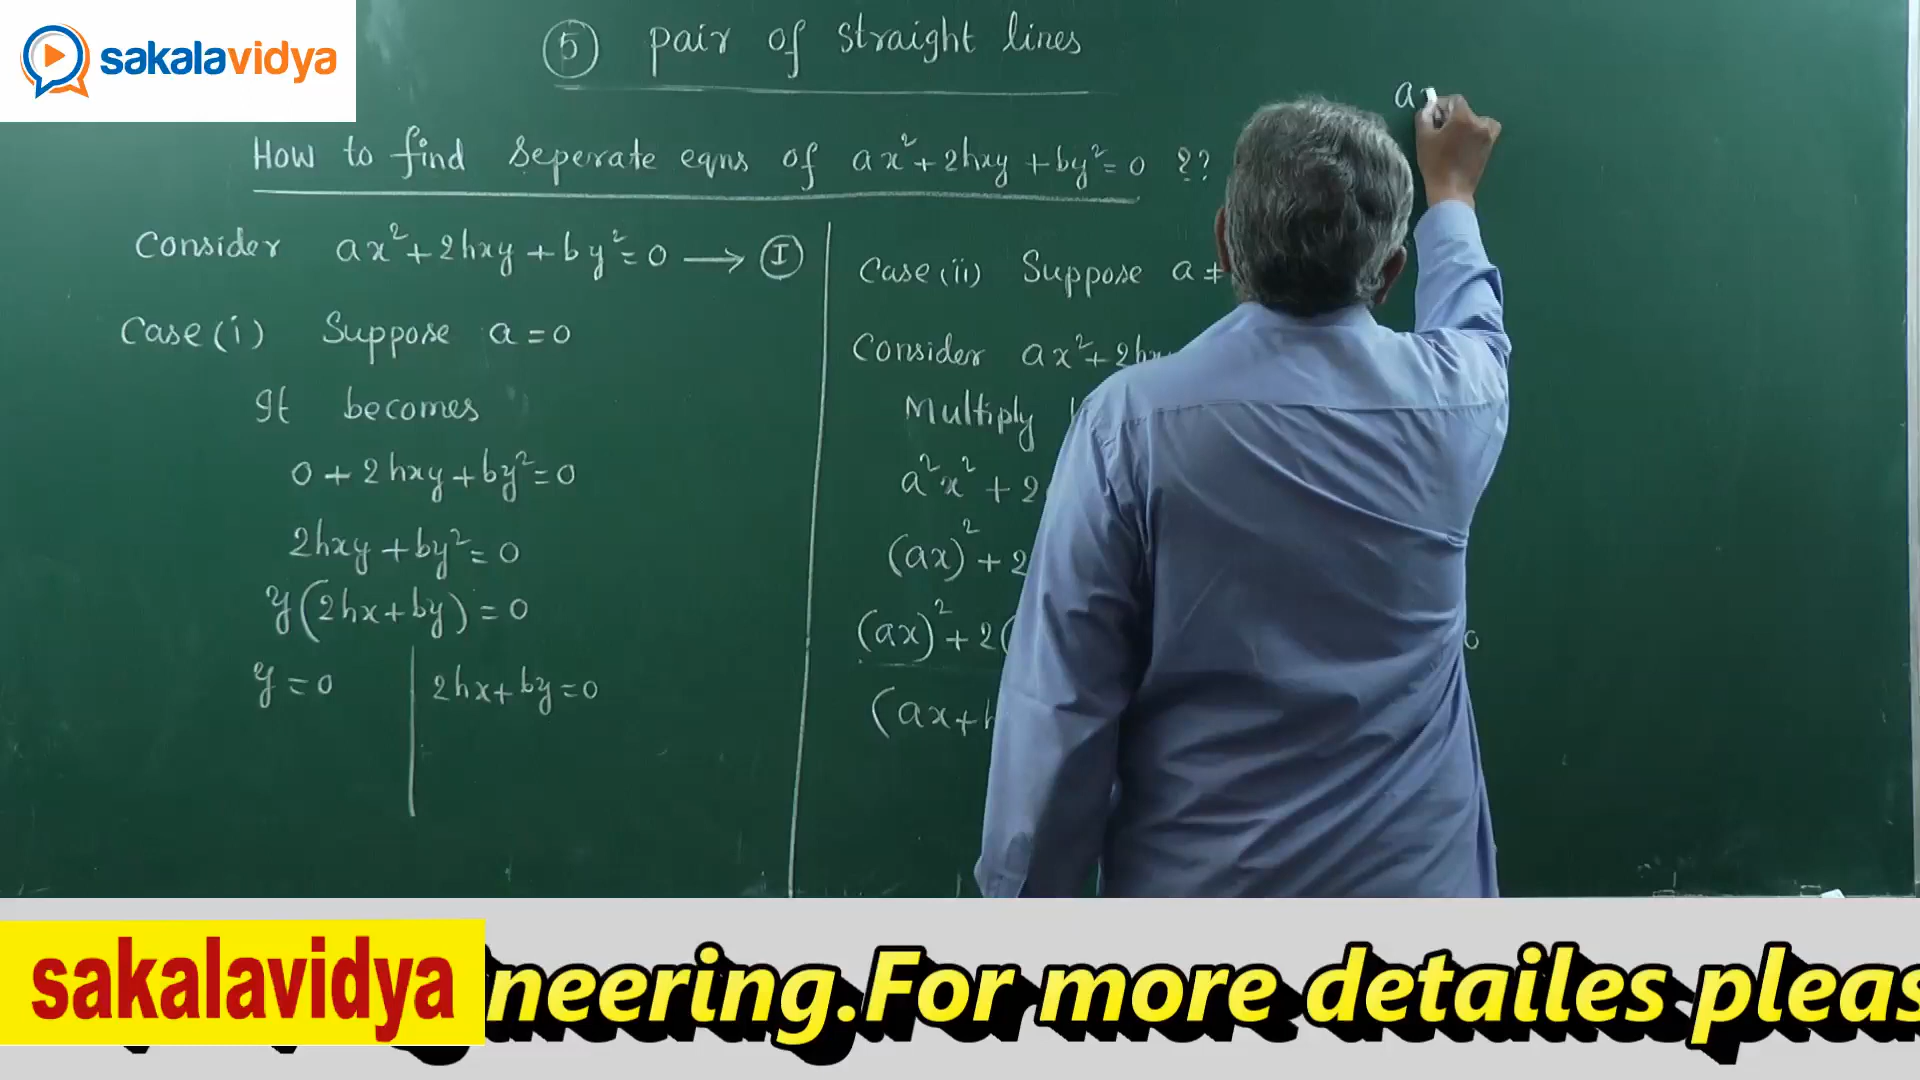 sakalavidya
⑤ pair of straight lines
a
How to find seperate eqns of ax²+2hxy+by²=0 ??
Consider ax²+2hxy+by²=0 → Ⓘ
Case(i) Suppose a=0
It becomes
0+2hxy+by²=0
2hxy+by²=0
y(2hx+by)=0
y=0 | 2hx+by=0
Case(ii) Suppose a≠
Consider ax²+2hx
Multiply
a²x²+2
(ax)²+2
(ax)²+2( 0
(ax+h
sakalavidya
neering.For more detailes pleas